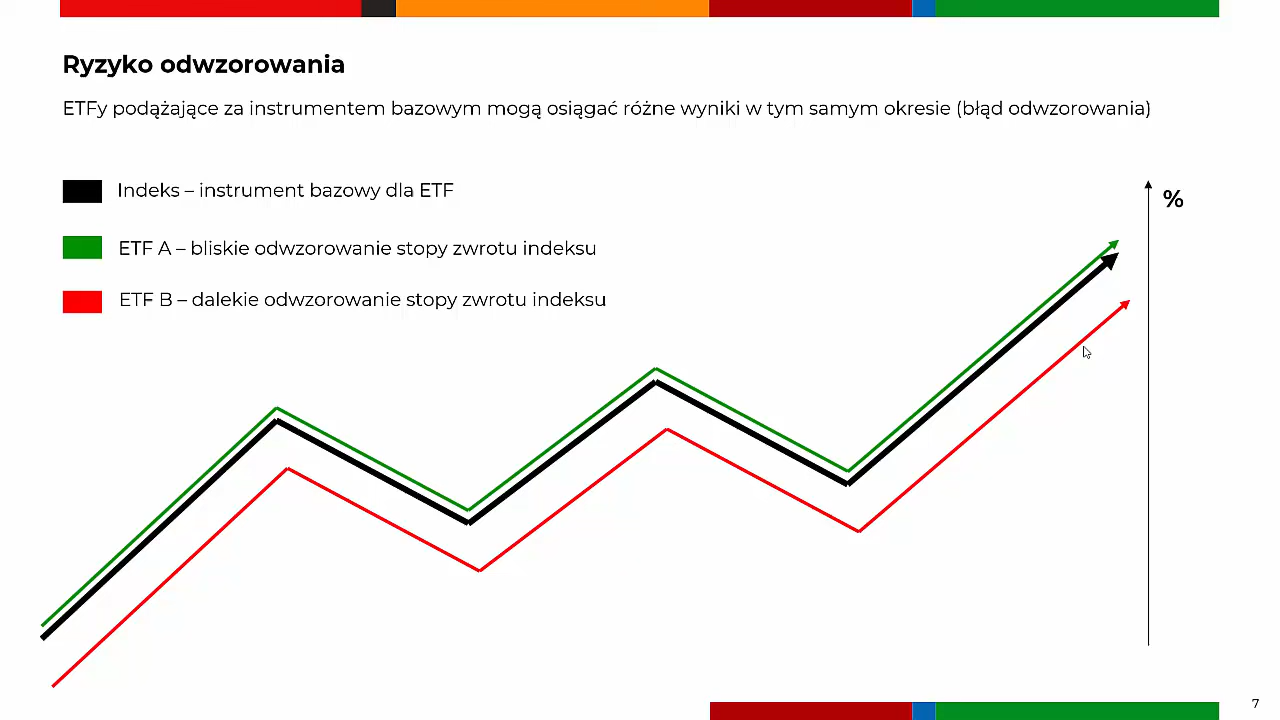 Ryzyko odwzorowania
ETFy podążające za instrumentem bazowym mogą osiągać różne wyniki w tym samym okresie (błąd odwzorowania)
Indeks – instrument bazowy dla ETF
ETF A – bliskie odwzorowanie stopy zwrotu indeksu
ETF B – dalekie odwzorowanie stopy zwrotu indeksu
%
7